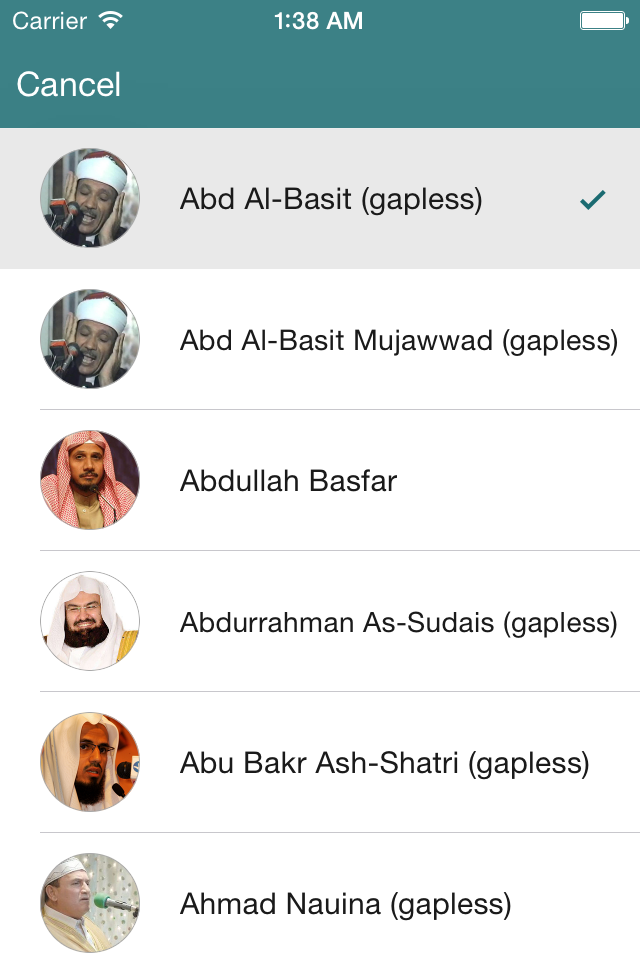 Carrier 1:38 AM
Cancel
Abd Al-Basit (gapless)
Abd Al-Basit Mujawwad (gapless)
Abdullah Basfar
Abdurrahman As-Sudais (gapless)
Abu Bakr Ash-Shatri (gapless)
Ahmad Nauina (gapless)